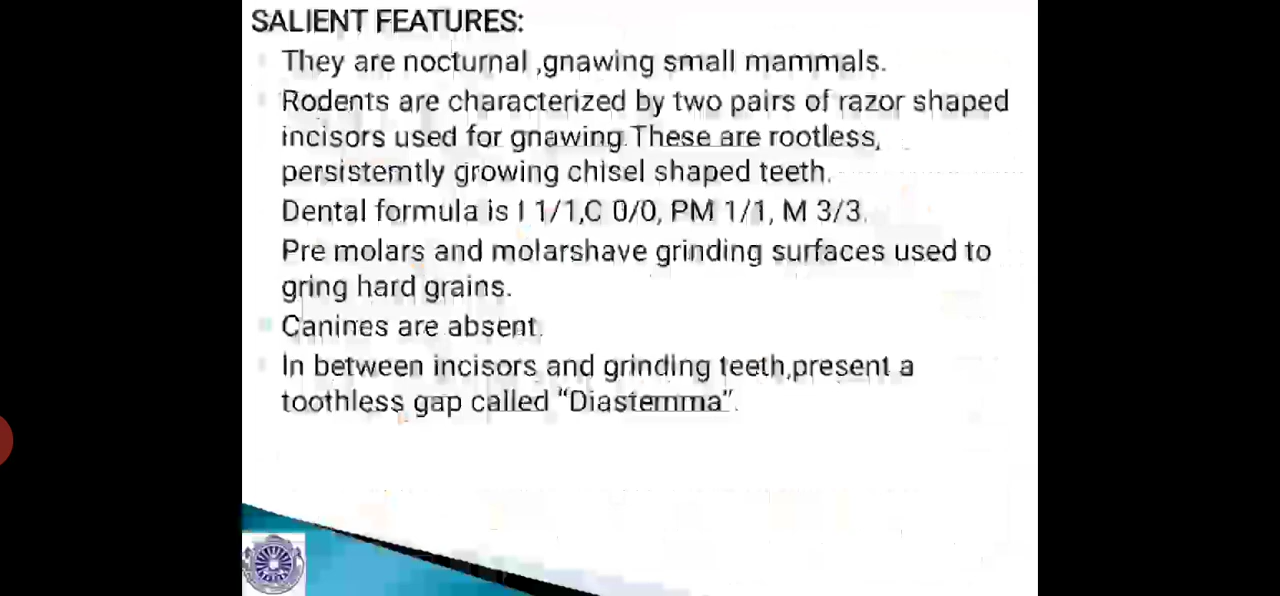 SALIENT FEATURES:
They are nocturnal ,gnawing small mammals.
Rodents are characterized by two pairs of razor shaped
incisors used for gnawing.These are rootless,
persistemtly growing chisel shaped teeth.
Dental formula is I 1/1,C 0/0, PM 1/1, M 3/3.
Pre molars and molarshave grinding surfaces used to
gring hard grains.
Canines are absent.
In between incisors and grinding teeth,present a
toothless gap called "Diastemma".